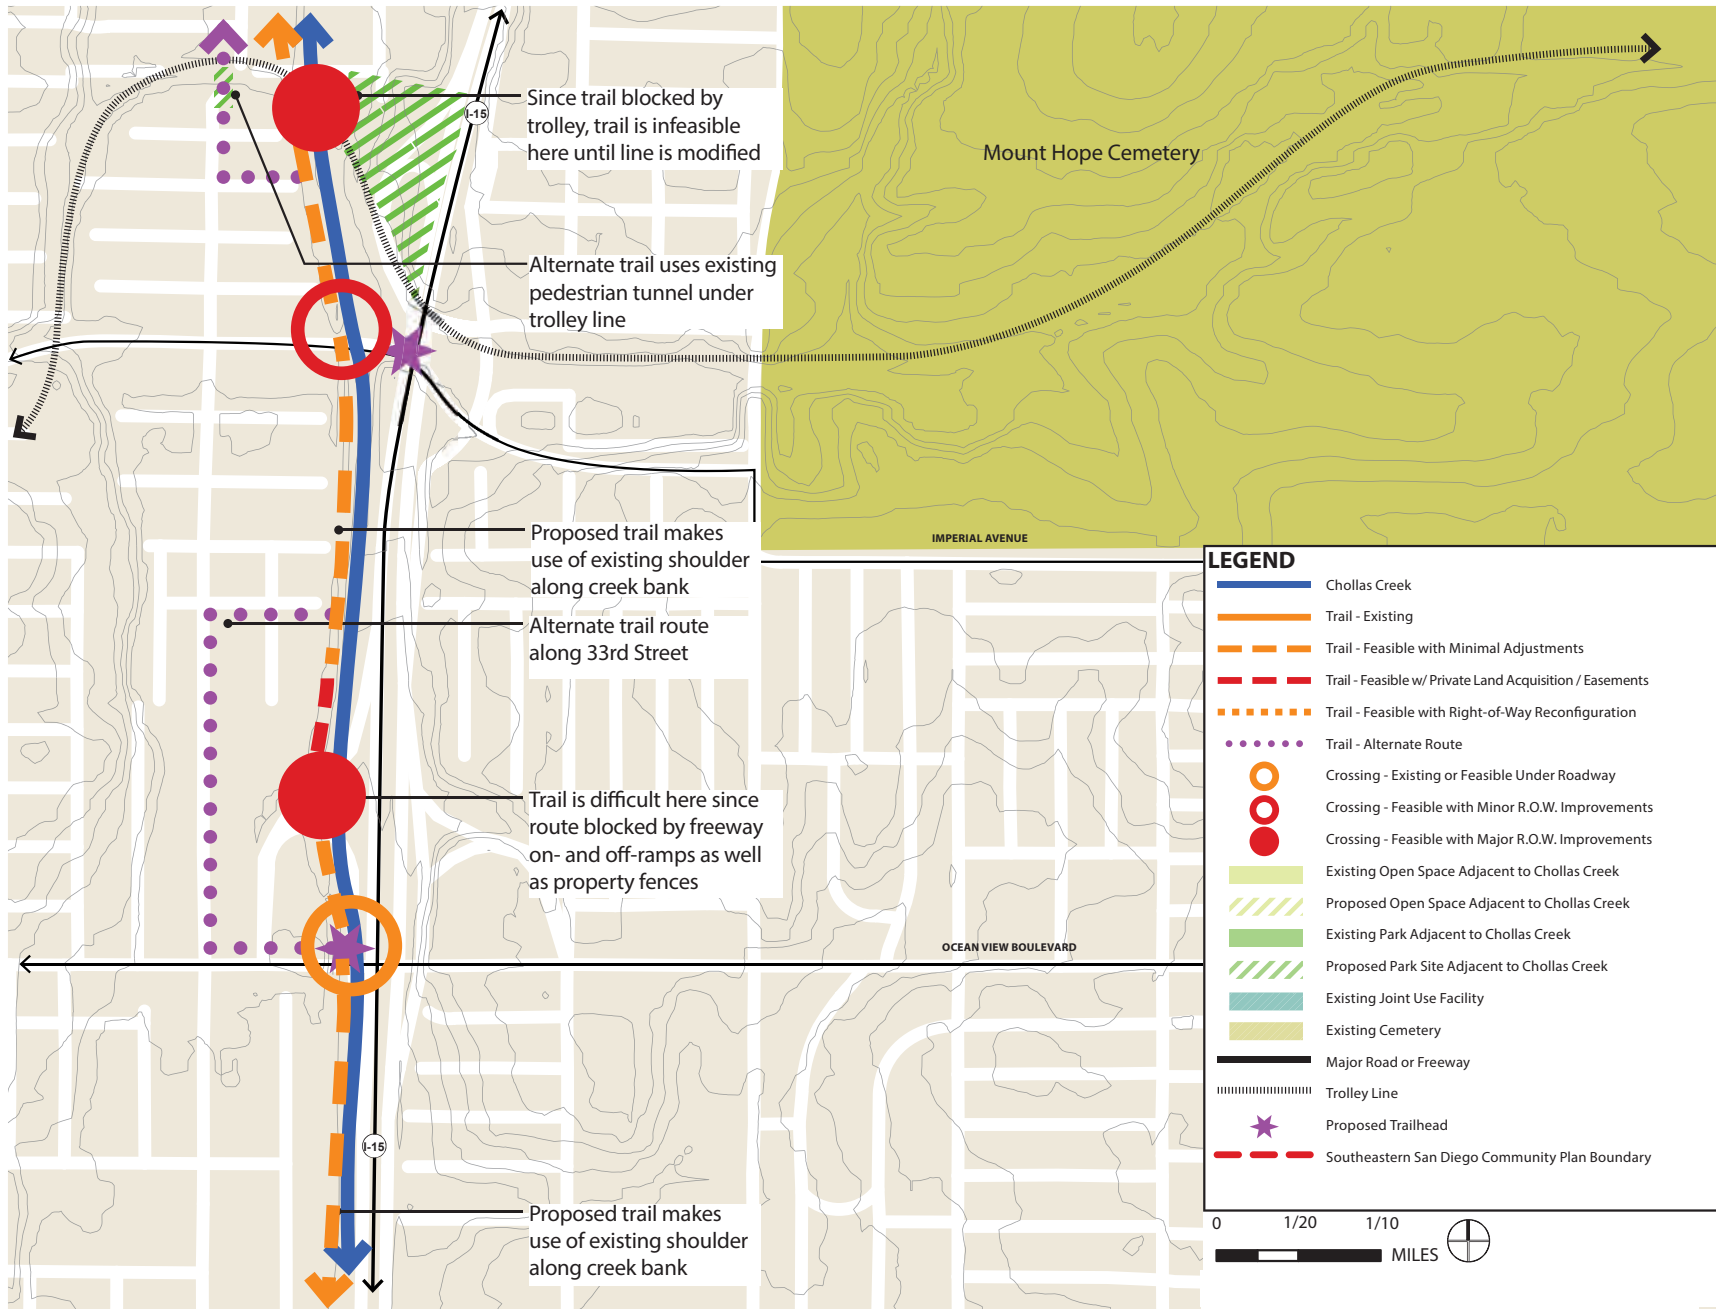 Since trail blocked by
trolley, trail is infeasible
here until line is modified
I-15
Mount Hope Cemetery
Alternate trail uses existing
pedestrian tunnel under
trolley line
Proposed trail makes
use of existing shoulder
along creek bank
IMPERIAL AVENUE
Alternate trail route
along 33rd Street
Trail is difficult here since
route blocked by freeway
on- and off-ramps as well
as property fences
OCEAN VIEW BOULEVARD
I-15
Proposed trail makes
use of existing shoulder
along creek bank
LEGEND
Chollas Creek
Trail - Existing
Trail - Feasible with Minimal Adjustments
Trail - Feasible w/ Private Land Acquisition / Easements
Trail - Feasible with Right-of-Way Reconfiguration
Trail - Alternate Route
Crossing - Existing or Feasible Under Roadway
Crossing - Feasible with Minor R.O.W. Improvements
Crossing - Feasible with Major R.O.W. Improvements
Existing Open Space Adjacent to Chollas Creek
Proposed Open Space Adjacent to Chollas Creek
Existing Park Adjacent to Chollas Creek
Proposed Park Site Adjacent to Chollas Creek
Existing Joint Use Facility
Existing Cemetery
Major Road or Freeway
Trolley Line
Proposed Trailhead
Southeastern San Diego Community Plan Boundary
0 1/20 1/10
MILES